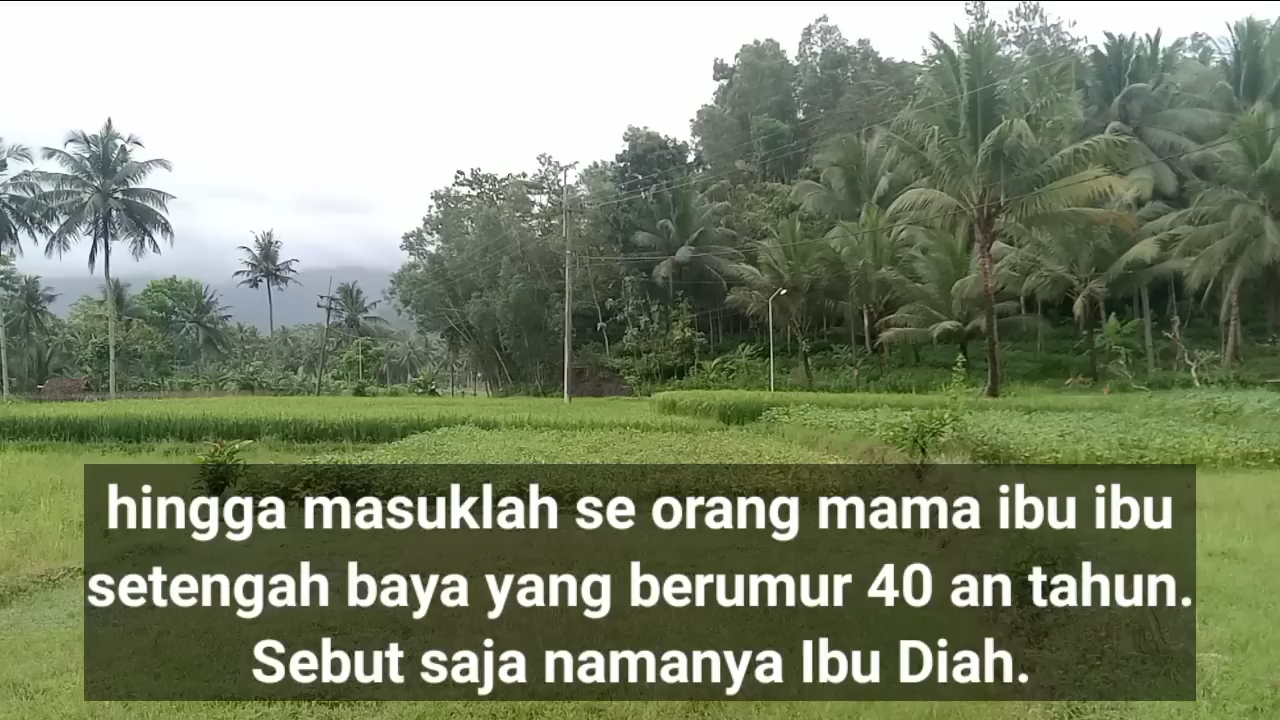 hingga masuklah se orang mama ibu ibu
setengah baya yang berumur 40 an tahun.
Sebut saja namanya Ibu Diah.